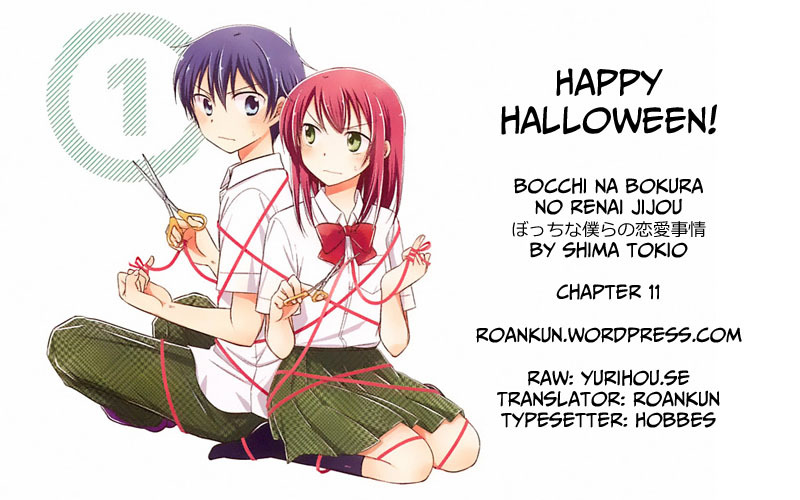 1
HAPPY
HALLOWEEN!
BOCCHI NA BOKURA
NO RENAI JIJOU
ぼっちな僕らの恋愛事情
BY SHIMA TOKIO
CHAPTER 11
ROANKUN.WORDPRESS.COM
RAW: YURIHOU.SE
TRANSLATOR: ROANKUN
TYPESETTER: HOBBES